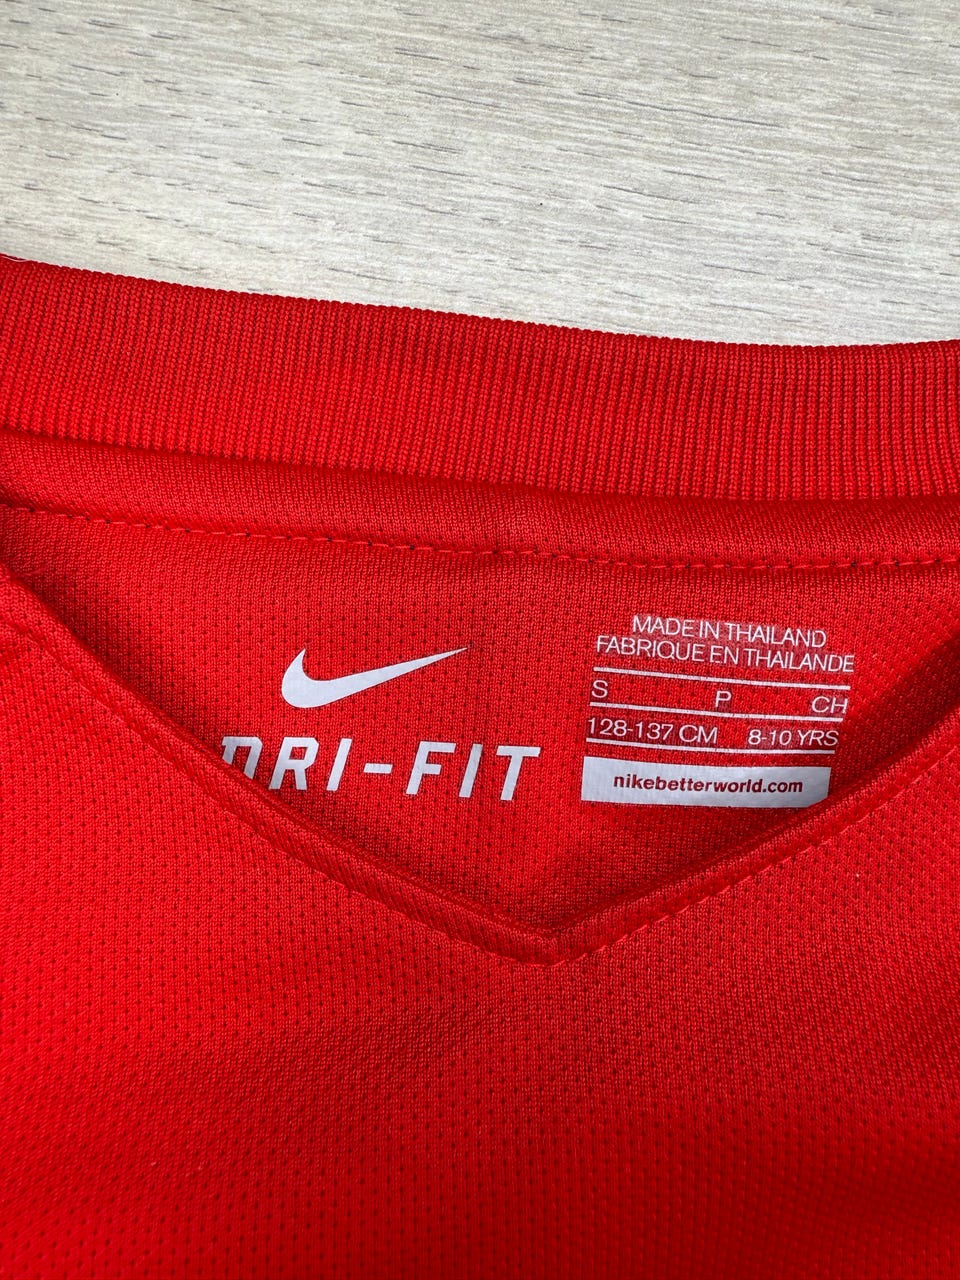 MADE IN THAILAND
FABRIQUE EN THAILANDE
S P CH
128-137 CM 8-10 YRS
nikebetterworld.com
DRI-FIT